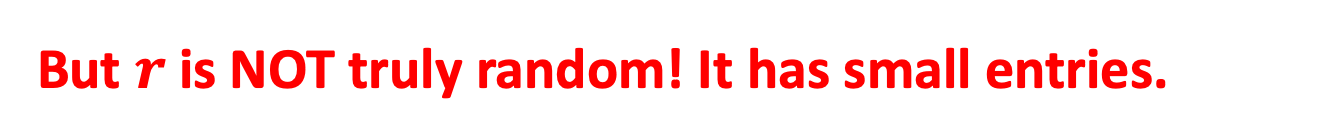 But r is NOT truly random! It has small entries.